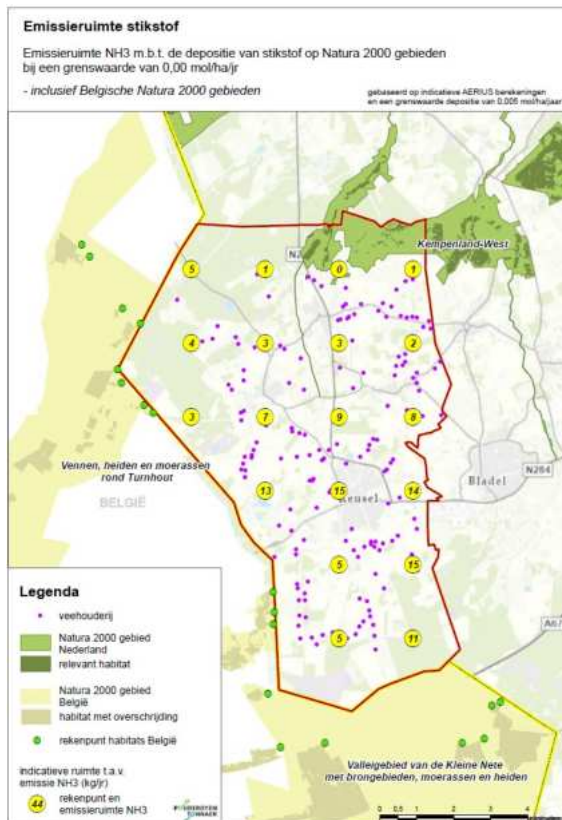 Emissieruimte stikstof
Emissieruimte NH3 m.b.t. de depositie van stikstof op Natura 2000 gebieden
bij een grenswaarde van 0,00 mol/ha/jr
- inclusief Belgische Natura 2000 gebieden
gebaseerd op indicatieve AERIUS berekeningen
en een grenswaarde depositie van 0,005 mol/ha/jaar
Kempenland-West
5 1 0 1
4 3 3 2
3 7 9 8
Vennen, heiden en moerassen
rond Turnhout
BELGIË
Bladel
N284
13 15 14
Reusel
5 15
5 11
Legenda
veehouderij
Natura 2000 gebied
Nederland
relevant habitat
Natura 2000 gebied
België
habitat met overschrijding
rekenpunt habitats België
indicatieve ruimte t.a.v.
emissie NH3 (kg/jr)
44 rekenpunt en
emissieruimte NH3
Valleigebied van de Kleine Nete
met brongebieden, moerassen en heiden
0 0,5 1 2 3 4